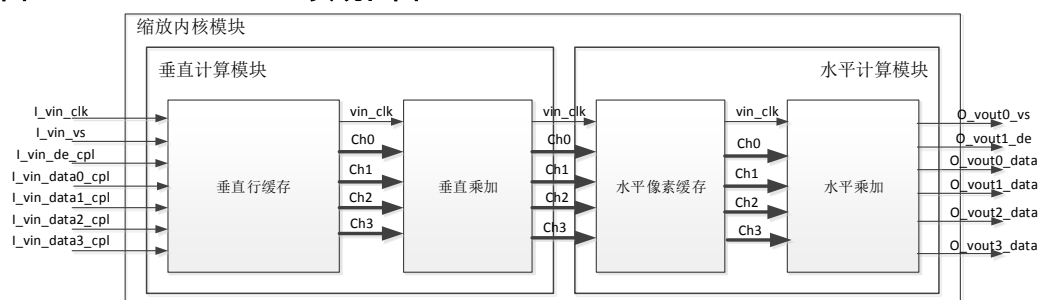 缩放内核模块
垂直计算模块
水平计算模块
I_vin_clk
I_vin_vs
I_vin_de_cpl
I_vin_data0_cpl
I_vin_data1_cpl
I_vin_data2_cpl
I_vin_data3_cpl
垂直行缓存
vin_clk
Ch0
Ch1
Ch2
Ch3
垂直乘加
vin_clk
Ch0
Ch1
Ch2
Ch3
水平像素缓存
vin_clk
Ch0
Ch1
Ch2
Ch3
水平乘加
O_vout0_vs
O_vout1_de
O_vout0_data
O_vout1_data
O_vout2_data
O_vout3_data